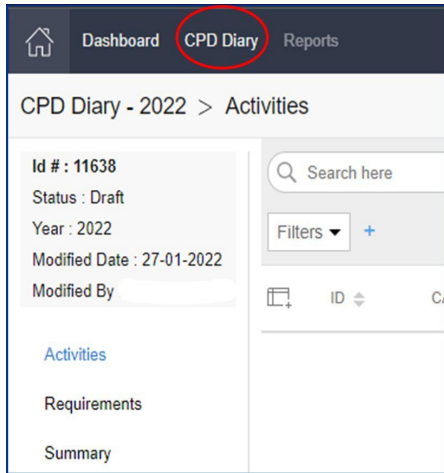 Dashboard CPD Diary Reports
CPD Diary - 2022 > Activities
Id # : 11638
Status : Draft
Year : 2022
Modified Date : 27-01-2022
Modified By
Search here
Filters +
ID
Activities
Requirements
Summary